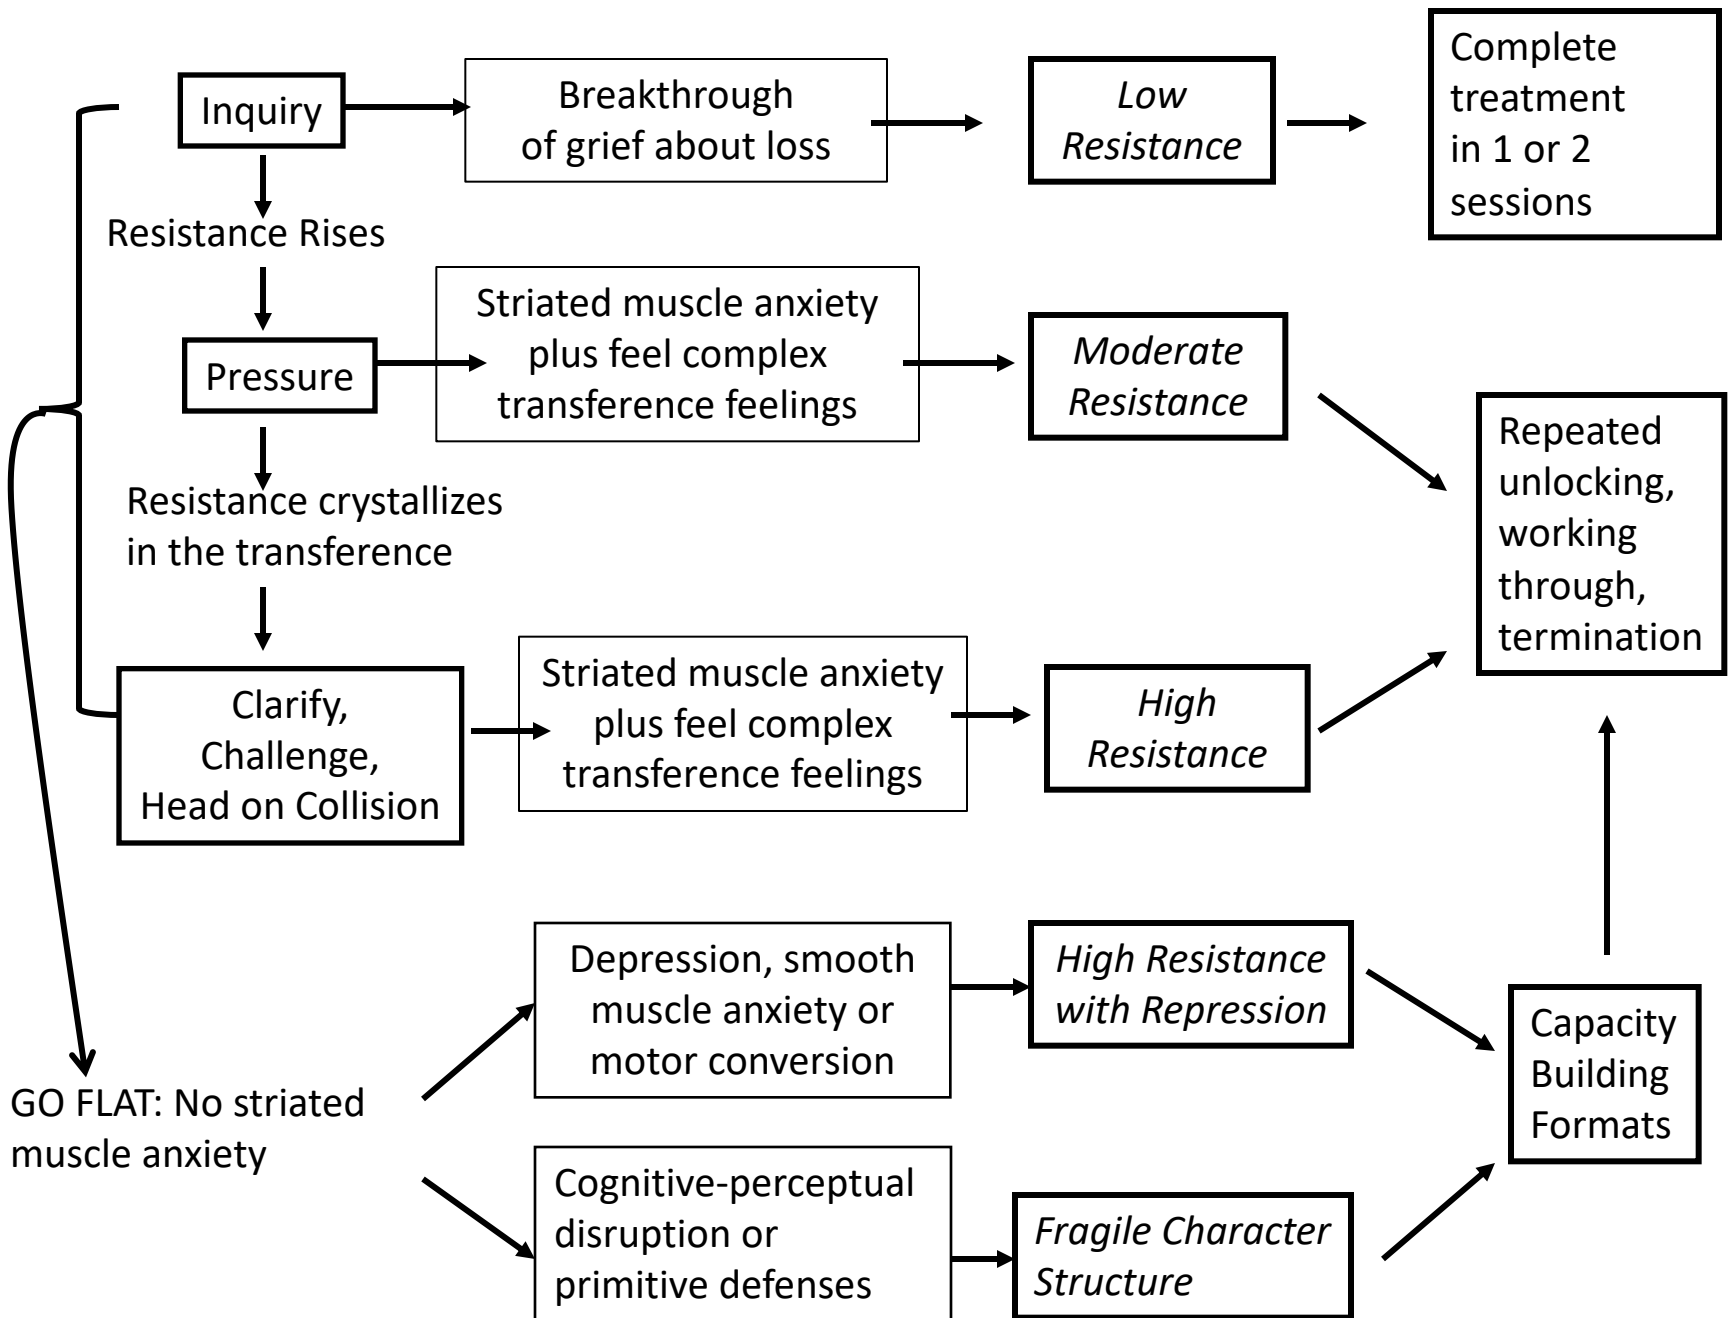 Inquiry
Breakthrough
of grief about loss
Low
Resistance
Complete
treatment
in 1 or 2
sessions
Resistance Rises
Pressure
Striated muscle anxiety
plus feel complex
transference feelings
Moderate
Resistance
Repeated
unlocking,
working
through,
termination
Resistance crystallizes
in the transference
Clarify,
Challenge,
Head on Collision
Striated muscle anxiety
plus feel complex
transference feelings
High
Resistance
GO FLAT: No striated
muscle anxiety
Depression, smooth
muscle anxiety or
motor conversion
High Resistance
with Repression
Capacity
Building
Formats
Cognitive-perceptual
disruption or
primitive defenses
Fragile Character
Structure